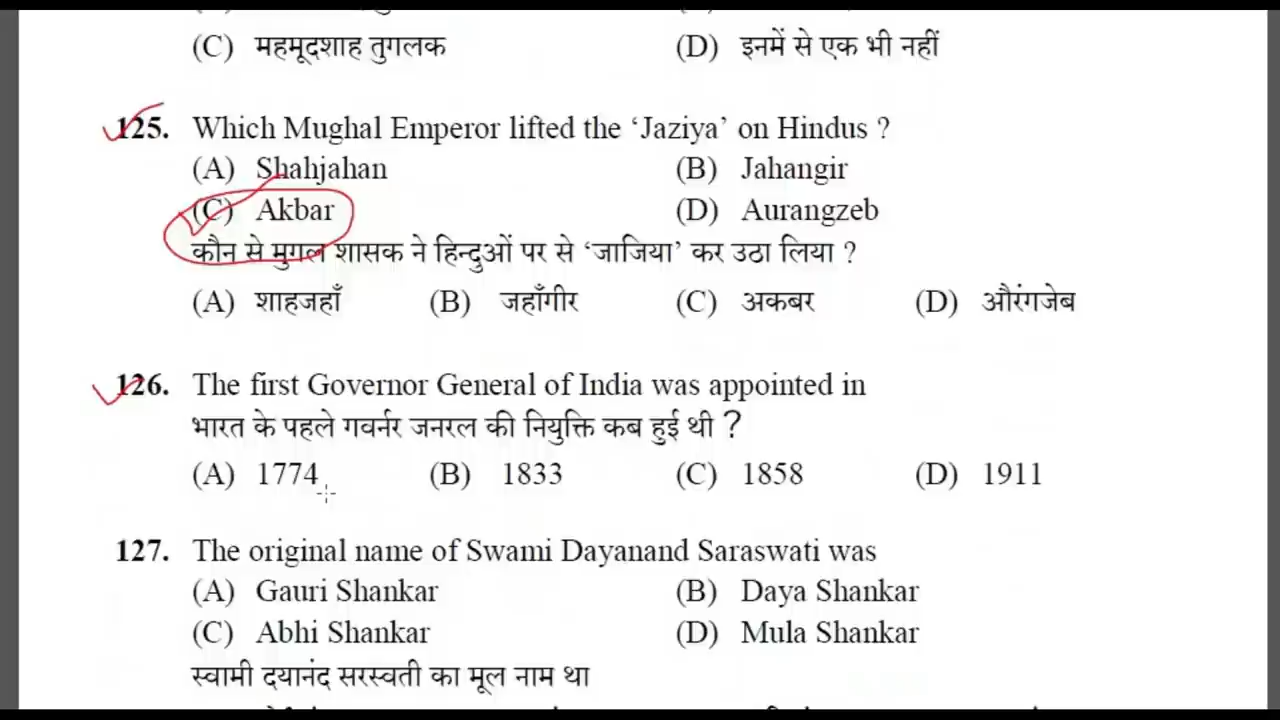 (C) महमूदशाह तुगलक (D) इनमें से एक भी नहीं
125. Which Mughal Emperor lifted the ‘Jaziya’ on Hindus ?
(A) Shahjahan (B) Jahangir
(C) Akbar (D) Aurangzeb
कौन से मुगल शासक ने हिन्दुओं पर से ‘जाजिया’ कर उठा लिया ?
(A) शाहजहाँ (B) जहाँगीर (C) अकबर (D) औरंगजेब
126. The first Governor General of India was appointed in
भारत के पहले गवर्नर जनरल की नियुक्ति कब हुई थी ?
(A) 1774 (B) 1833 (C) 1858 (D) 1911
127. The original name of Swami Dayanand Saraswati was
(A) Gauri Shankar (B) Daya Shankar
(C) Abhi Shankar (D) Mula Shankar
स्वामी दयानंद सरस्वती का मूल नाम था